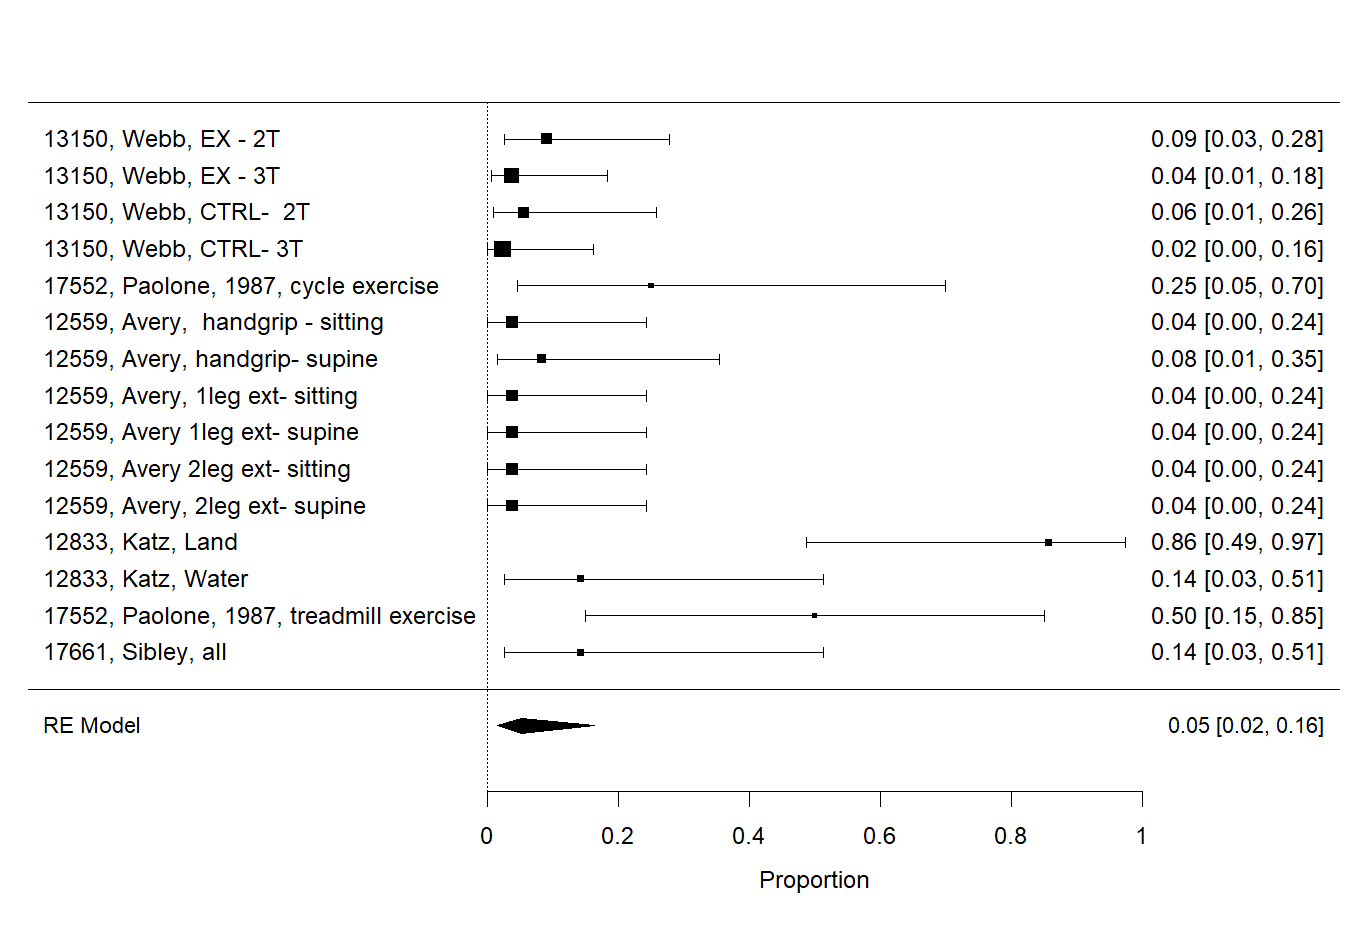 13150, Webb, EX - 2T 0.09 [0.03, 0.28]
13150, Webb, EX - 3T 0.04 [0.01, 0.18]
13150, Webb, CTRL-  2T 0.06 [0.01, 0.26]
13150, Webb, CTRL- 3T 0.02 [0.00, 0.16]
17552, Paolone, 1987, cycle exercise 0.25 [0.05, 0.70]
12559, Avery,  handgrip - sitting 0.04 [0.00, 0.24]
12559, Avery, handgrip- supine 0.08 [0.01, 0.35]
12559, Avery, 1leg ext- sitting 0.04 [0.00, 0.24]
12559, Avery 1leg ext- supine 0.04 [0.00, 0.24]
12559, Avery 2leg ext- sitting 0.04 [0.00, 0.24]
12559, Avery, 2leg ext- supine 0.04 [0.00, 0.24]
12833, Katz, Land 0.86 [0.49, 0.97]
12833, Katz, Water 0.14 [0.03, 0.51]
17552, Paolone, 1987, treadmill exercise 0.50 [0.15, 0.85]
17661, Sibley, all 0.14 [0.03, 0.51]
RE Model 0.05 [0.02, 0.16]
0 0.2 0.4 0.6 0.8 1
Proportion